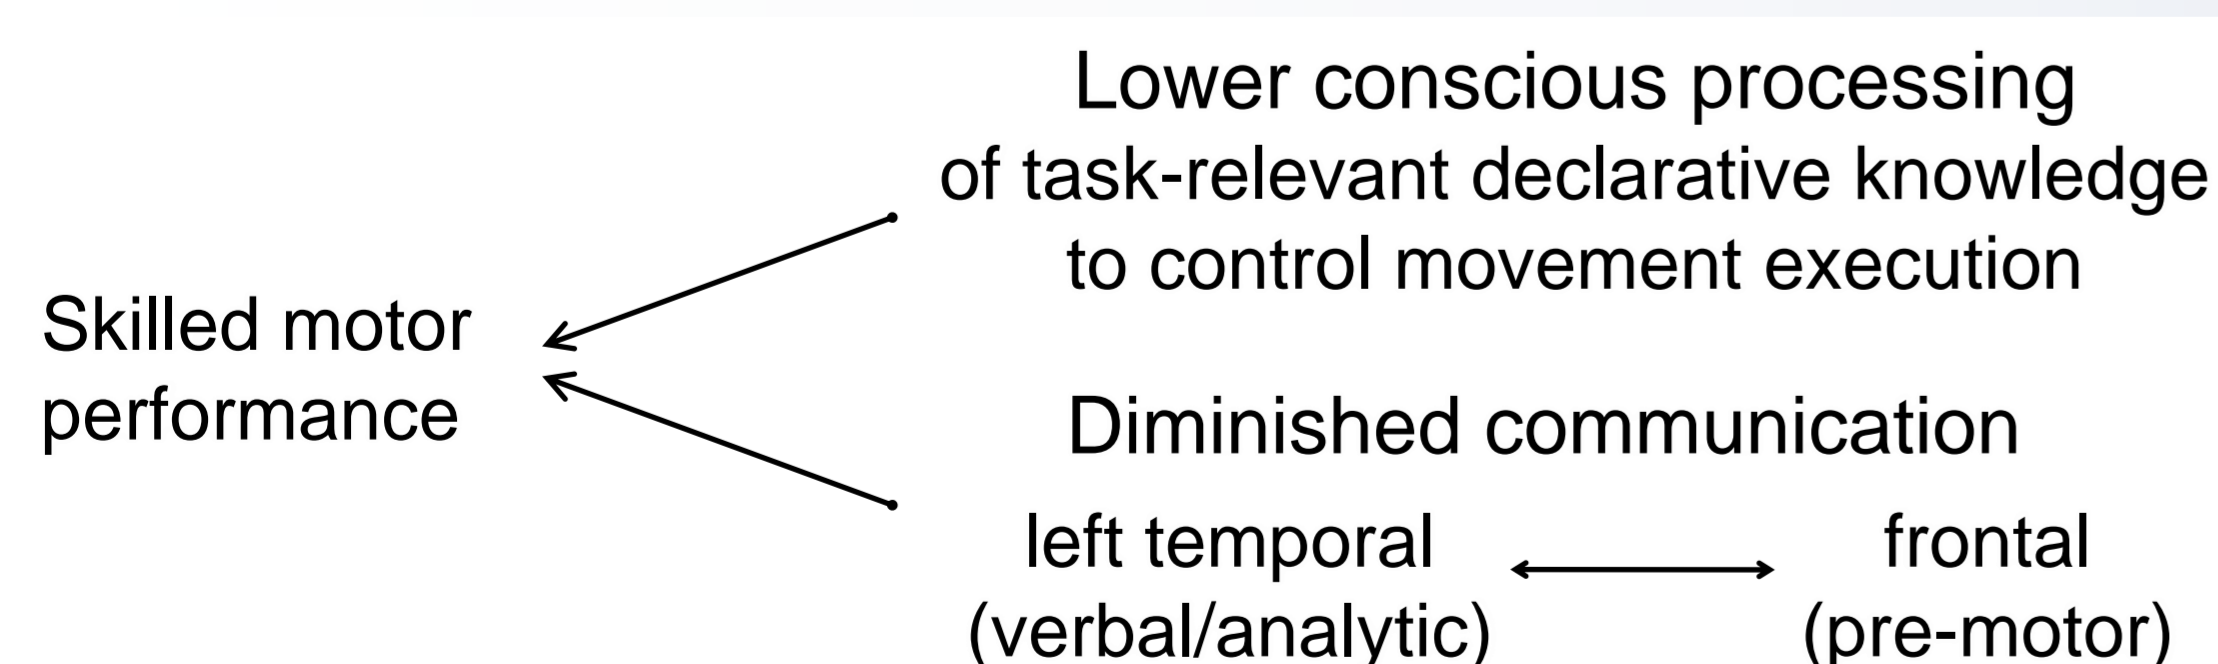 Lower conscious processing
of task-relevant declarative knowledge
to control movement execution
Skilled motor
performance
Diminished communication
left temporal frontal
(verbal/analytic) (pre-motor)